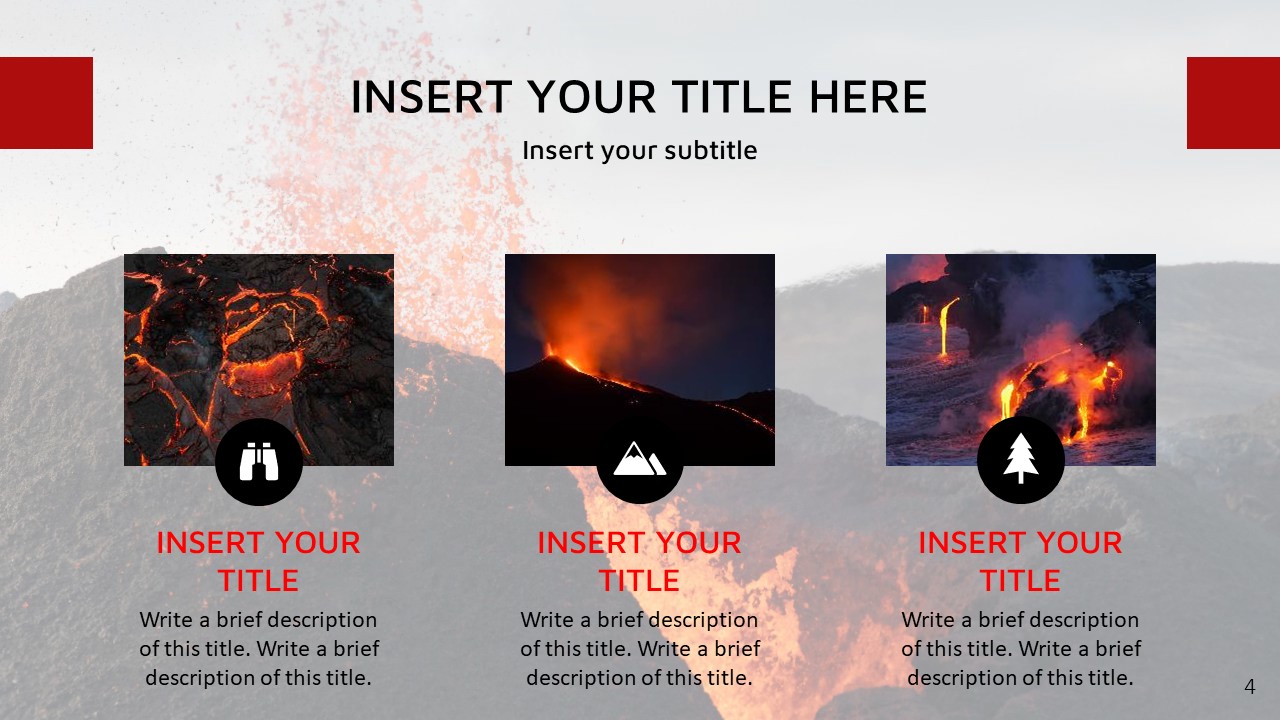 INSERT YOUR TITLE HERE
Insert your subtitle
INSERT YOUR
TITLE
Write a brief description
of this title. Write a brief
description of this title.
INSERT YOUR
TITLE
Write a brief description
of this title. Write a brief
description of this title.
INSERT YOUR
TITLE
Write a brief description
of this title. Write a brief
description of this title.
4